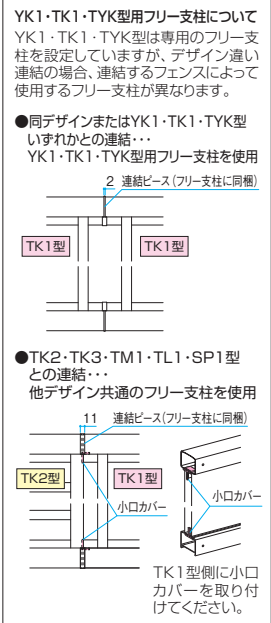 YK1・TK1・TYK型用フリー支柱について
YK1・TK1・TYK型は専用のフリー支
柱を設定していますが、デザイン違い
連結の場合、連結するフェンスによって
使用するフリー支柱が異なります。
●同デザインまたはYK1・TK1・TYK型
いずれかとの連結・・・
YK1・TK1・TYK型用フリー支柱を使用
2 連結ピース(フリー支柱に同梱)
TK1型 TK1型
●TK2・TK3・TM1・TL1・SP1型
との連結・・・
他デザイン共通のフリー支柱を使用
11 連結ピース(フリー支柱に同梱)
TK2型 TK1型
小口カバー
小口カバー
TK1型側に小口
カバーを取り付
けてください。